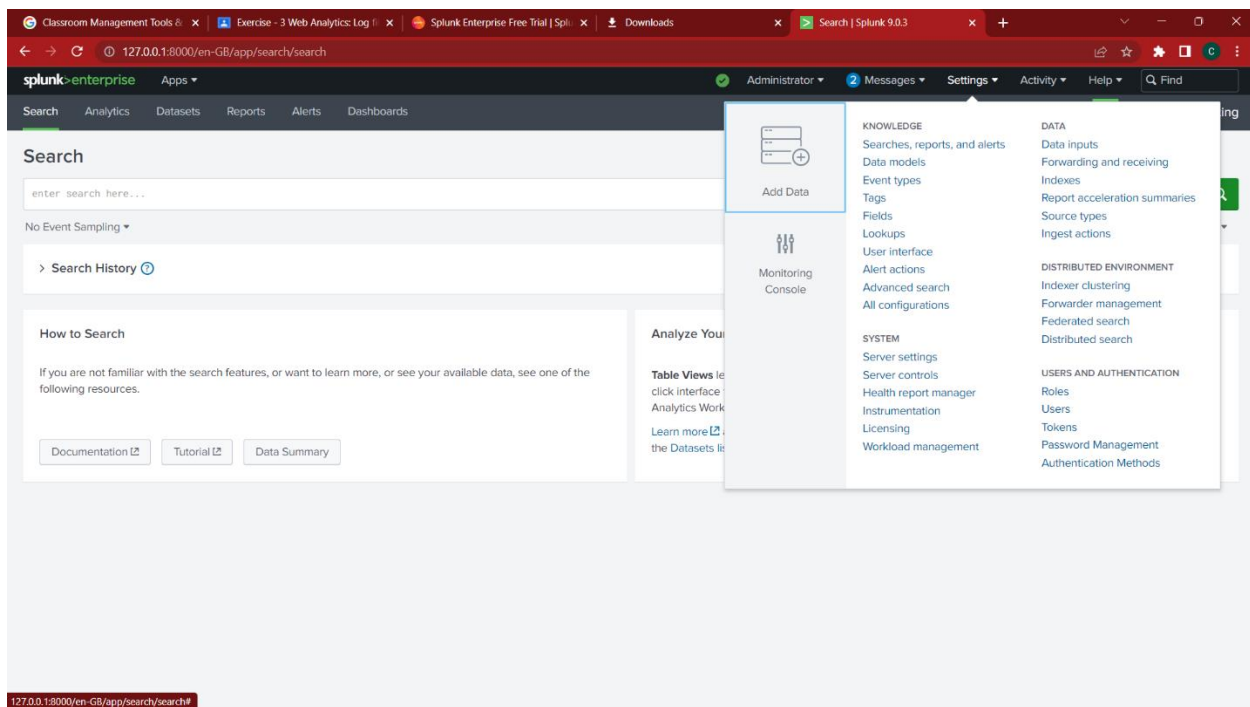 Classroom Management Tools &
Exercise - 3 Web Analytics: Log fi
Splunk Enterprise Free Trial | Splu
Downloads
Search | Splunk 9.0.3
127.0.0.1:8000/en-GB/app/search/search
C
splunk>enterprise Apps
Administrator 2 Messages Settings Activity Help Find
Search Analytics Datasets Reports Alerts Dashboards
ing
Search
enter search here...
No Event Sampling
> Search History ?
How to Search
If you are not familiar with the search features, or want to learn more, or see your available data, see one of the
following resources.
Documentation Tutorial Data Summary
Analyze You
Table Views le
click interface
Analytics Work
Learn more
the Datasets lis
Add Data
Monitoring
Console
KNOWLEDGE
Searches, reports, and alerts
Data models
Event types
Tags
Fields
Lookups
User interface
Alert actions
Advanced search
All configurations
SYSTEM
Server settings
Server controls
Health report manager
Instrumentation
Licensing
Workload management
DATA
Data inputs
Forwarding and receiving
Indexes
Report acceleration summaries
Source types
Ingest actions
DISTRIBUTED ENVIRONMENT
Indexer clustering
Forwarder management
Federated search
Distributed search
USERS AND AUTHENTICATION
Roles
Users
Tokens
Password Management
Authentication Methods
127.0.0.1:8000/en-GB/app/search/search#